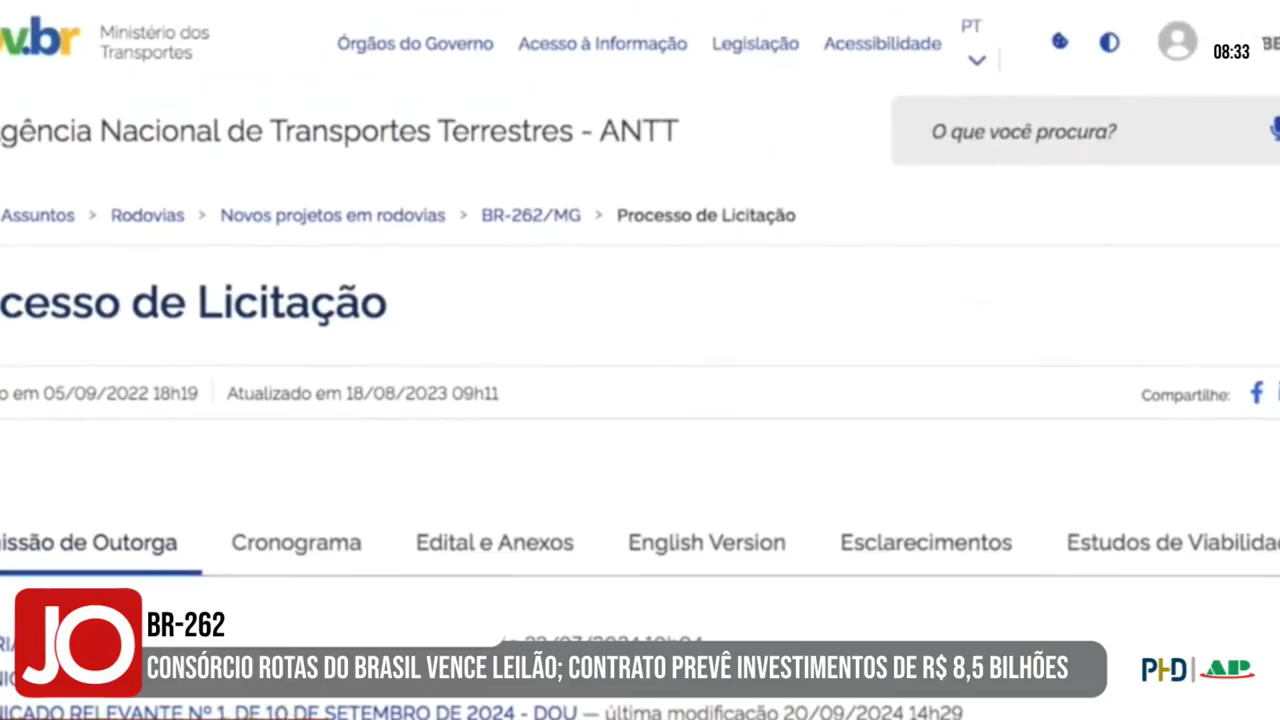 v.br
Ministério dos
Transportes
Órgãos do Governo
Acesso à Informação
Legislação
Acessibilidade
PT
08:33
BE
gência Nacional de Transportes Terrestres - ANTT
O que você procura?
Assuntos > Rodovias > Novos projetos em rodovias > BR-262/MG > Processo de Licitação
cesso de Licitação
o em 05/09/2022 18h19
Atualizado em 18/08/2023 09h11
Compartilhe:
issão de Outorga
Cronograma
Edital e Anexos
English Version
Esclarecimentos
Estudos de Viabilida
JO
BR-262
CONSÓRCIO ROTAS DO BRASIL VENCE LEILÃO; CONTRATO PREVÊ INVESTIMENTOS DE R$ 8,5 BILHÕES
PHD | AP
ICADO RELEVANTE Nº 1, DE 10 DE SETEMBRO DE 2024 - DOU — última modificação 20/09/2024 14h29